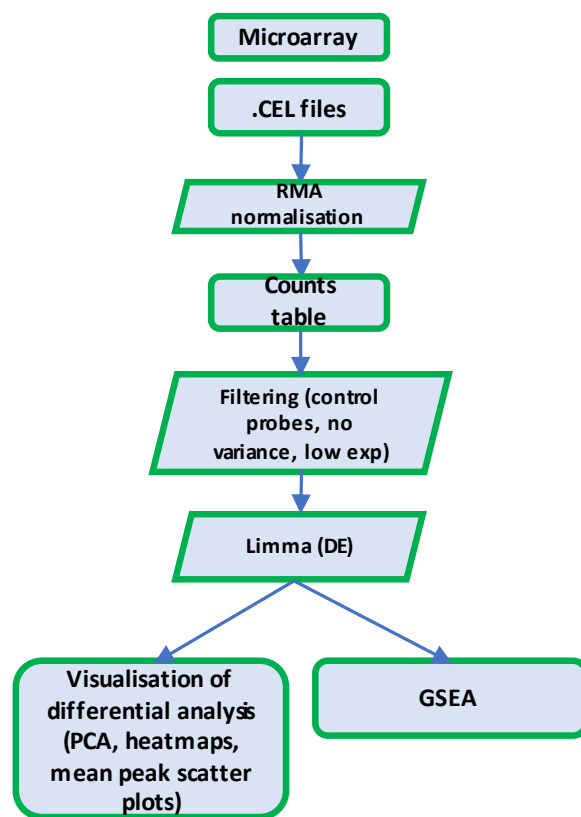 Microarray
.CEL files
RMA
normalisation
Counts
table
Filtering (control
probes, no
variance, low exp)
Limma (DE)
Visualisation of
differential analysis
(PCA, heatmaps,
mean peak scatter
plots)
GSEA